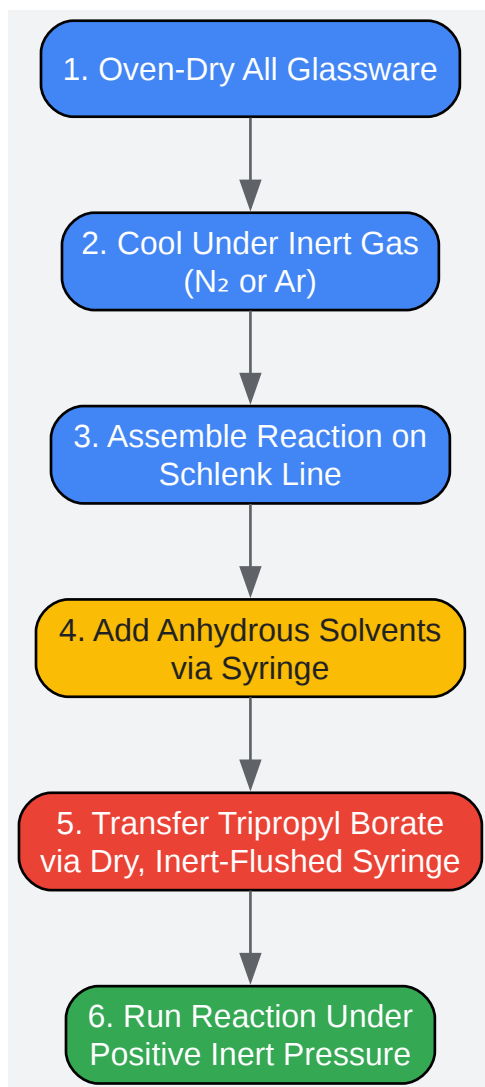 1. Oven-Dry All Glassware
2. Cool Under Inert Gas
(N₂ or Ar)
3. Assemble Reaction on
Schlenk Line
4. Add Anhydrous Solvents
via Syringe
5. Transfer Tripropyl Borate
via Dry, Inert-Flushed Syringe
6. Run Reaction Under
Positive Inert Pressure